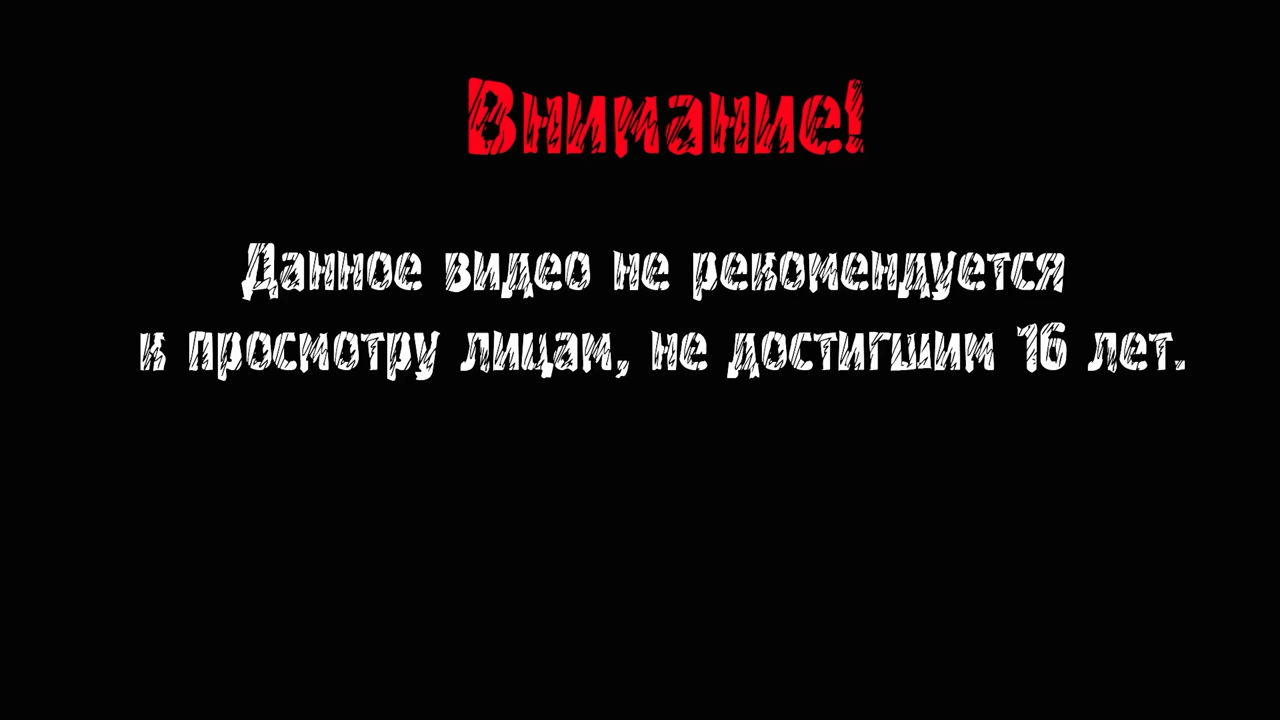 Внимание!
Данное видео не рекомендуется
к просмотру лицам, не достигшим 16 лет.